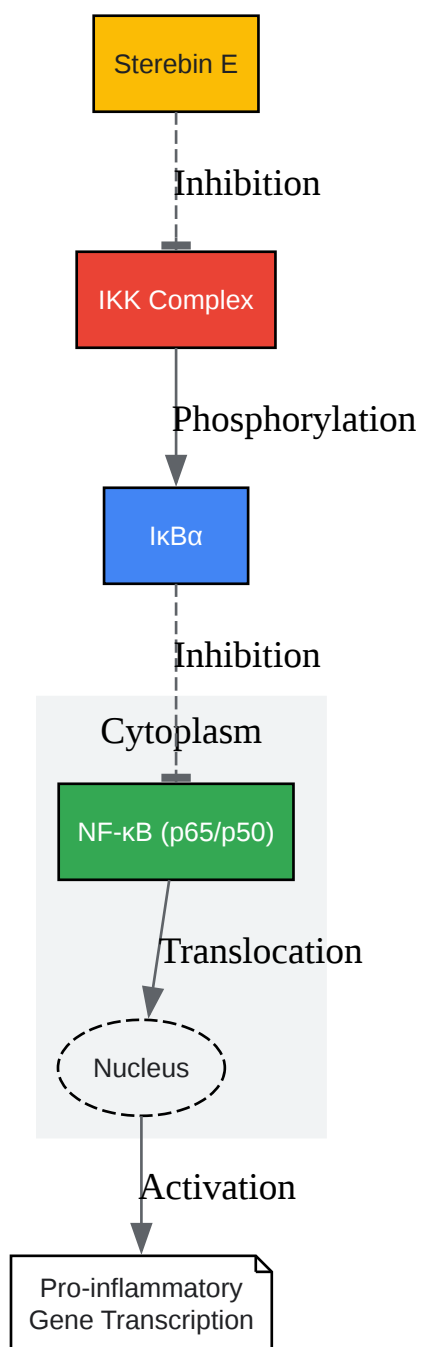 Sterebin E
Inhibition
IKK Complex
Phosphorylation
IκBα
Inhibition
Cytoplasm
NF-κB (p65/p50)
Translocation
Nucleus
Activation
Pro-inflammatory
Gene Transcription